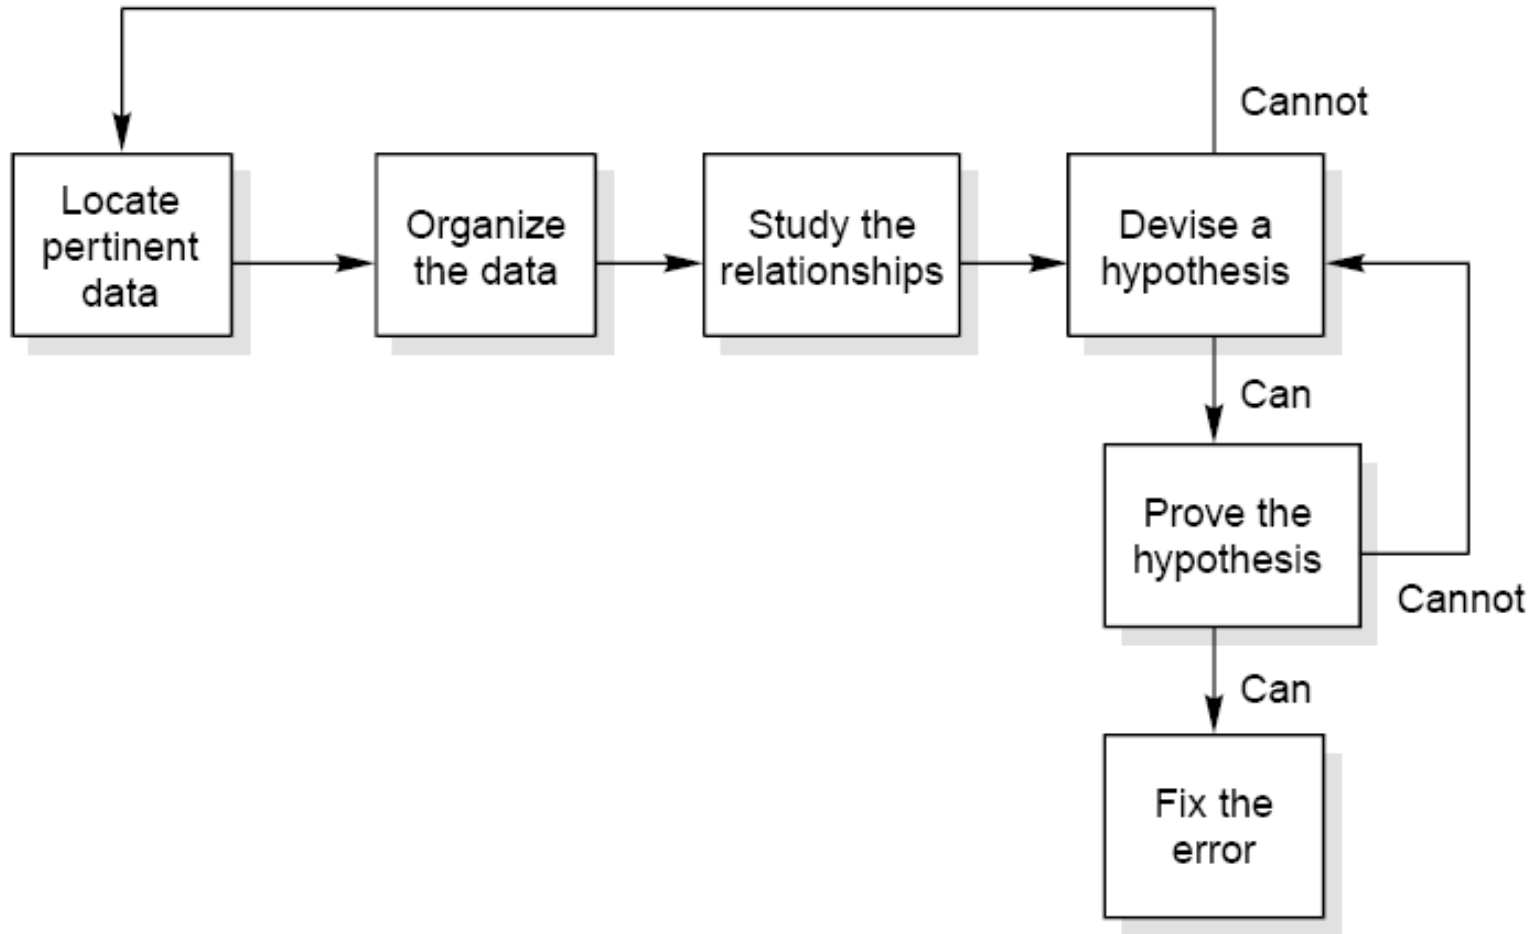 Cannot
Locate
pertinent
data
Organize
the data
Study the
relationships
Devise a
hypothesis
Can
Prove the
hypothesis
Cannot
Can
Fix the
error